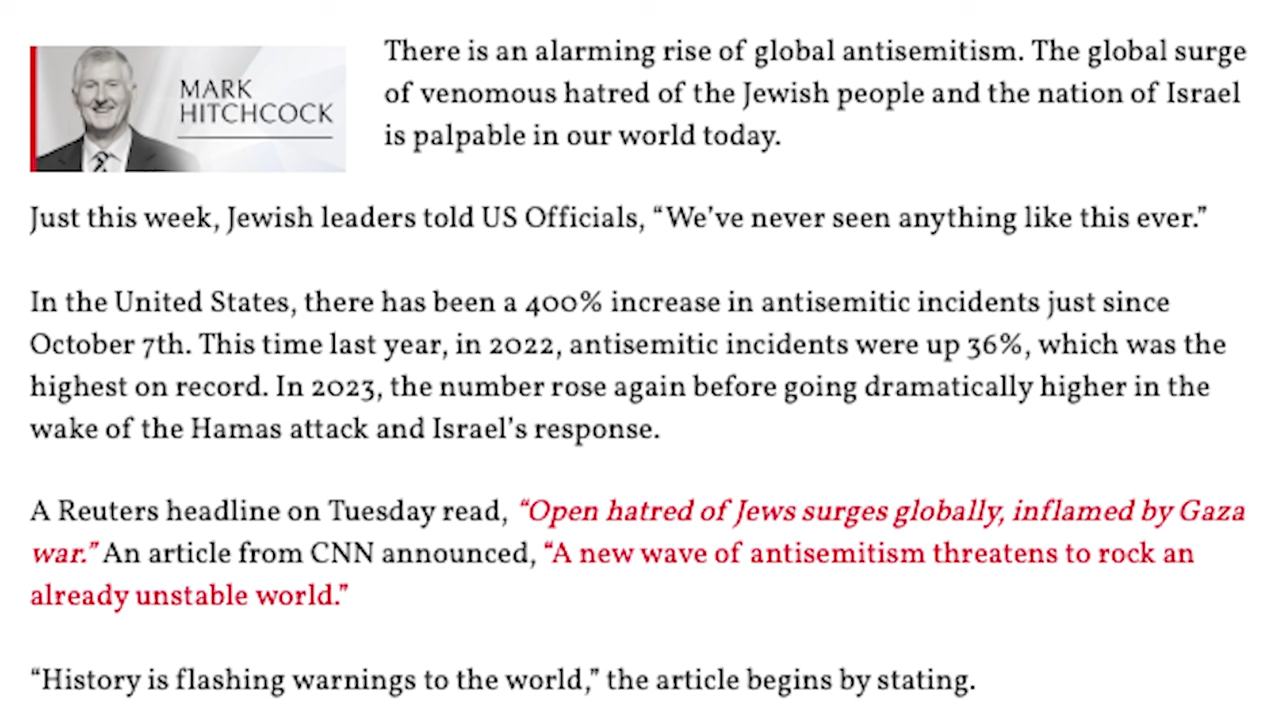 MARK
HITCHCOCK
There is an alarming rise of global antisemitism. The global surge
of venomous hatred of the Jewish people and the nation of Israel
is palpable in our world today.
Just this week, Jewish leaders told US Officials, “We’ve never seen anything like this ever.”
In the United States, there has been a 400% increase in antisemitic incidents just since
October 7th. This time last year, in 2022, antisemitic incidents were up 36%, which was the
highest on record. In 2023, the number rose again before going dramatically higher in the
wake of the Hamas attack and Israel’s response.
A Reuters headline on Tuesday read, “Open hatred of Jews surges globally, inflamed by Gaza
war.” An article from CNN announced, “A new wave of antisemitism threatens to rock an
already unstable world.”
“History is flashing warnings to the world,” the article begins by stating.